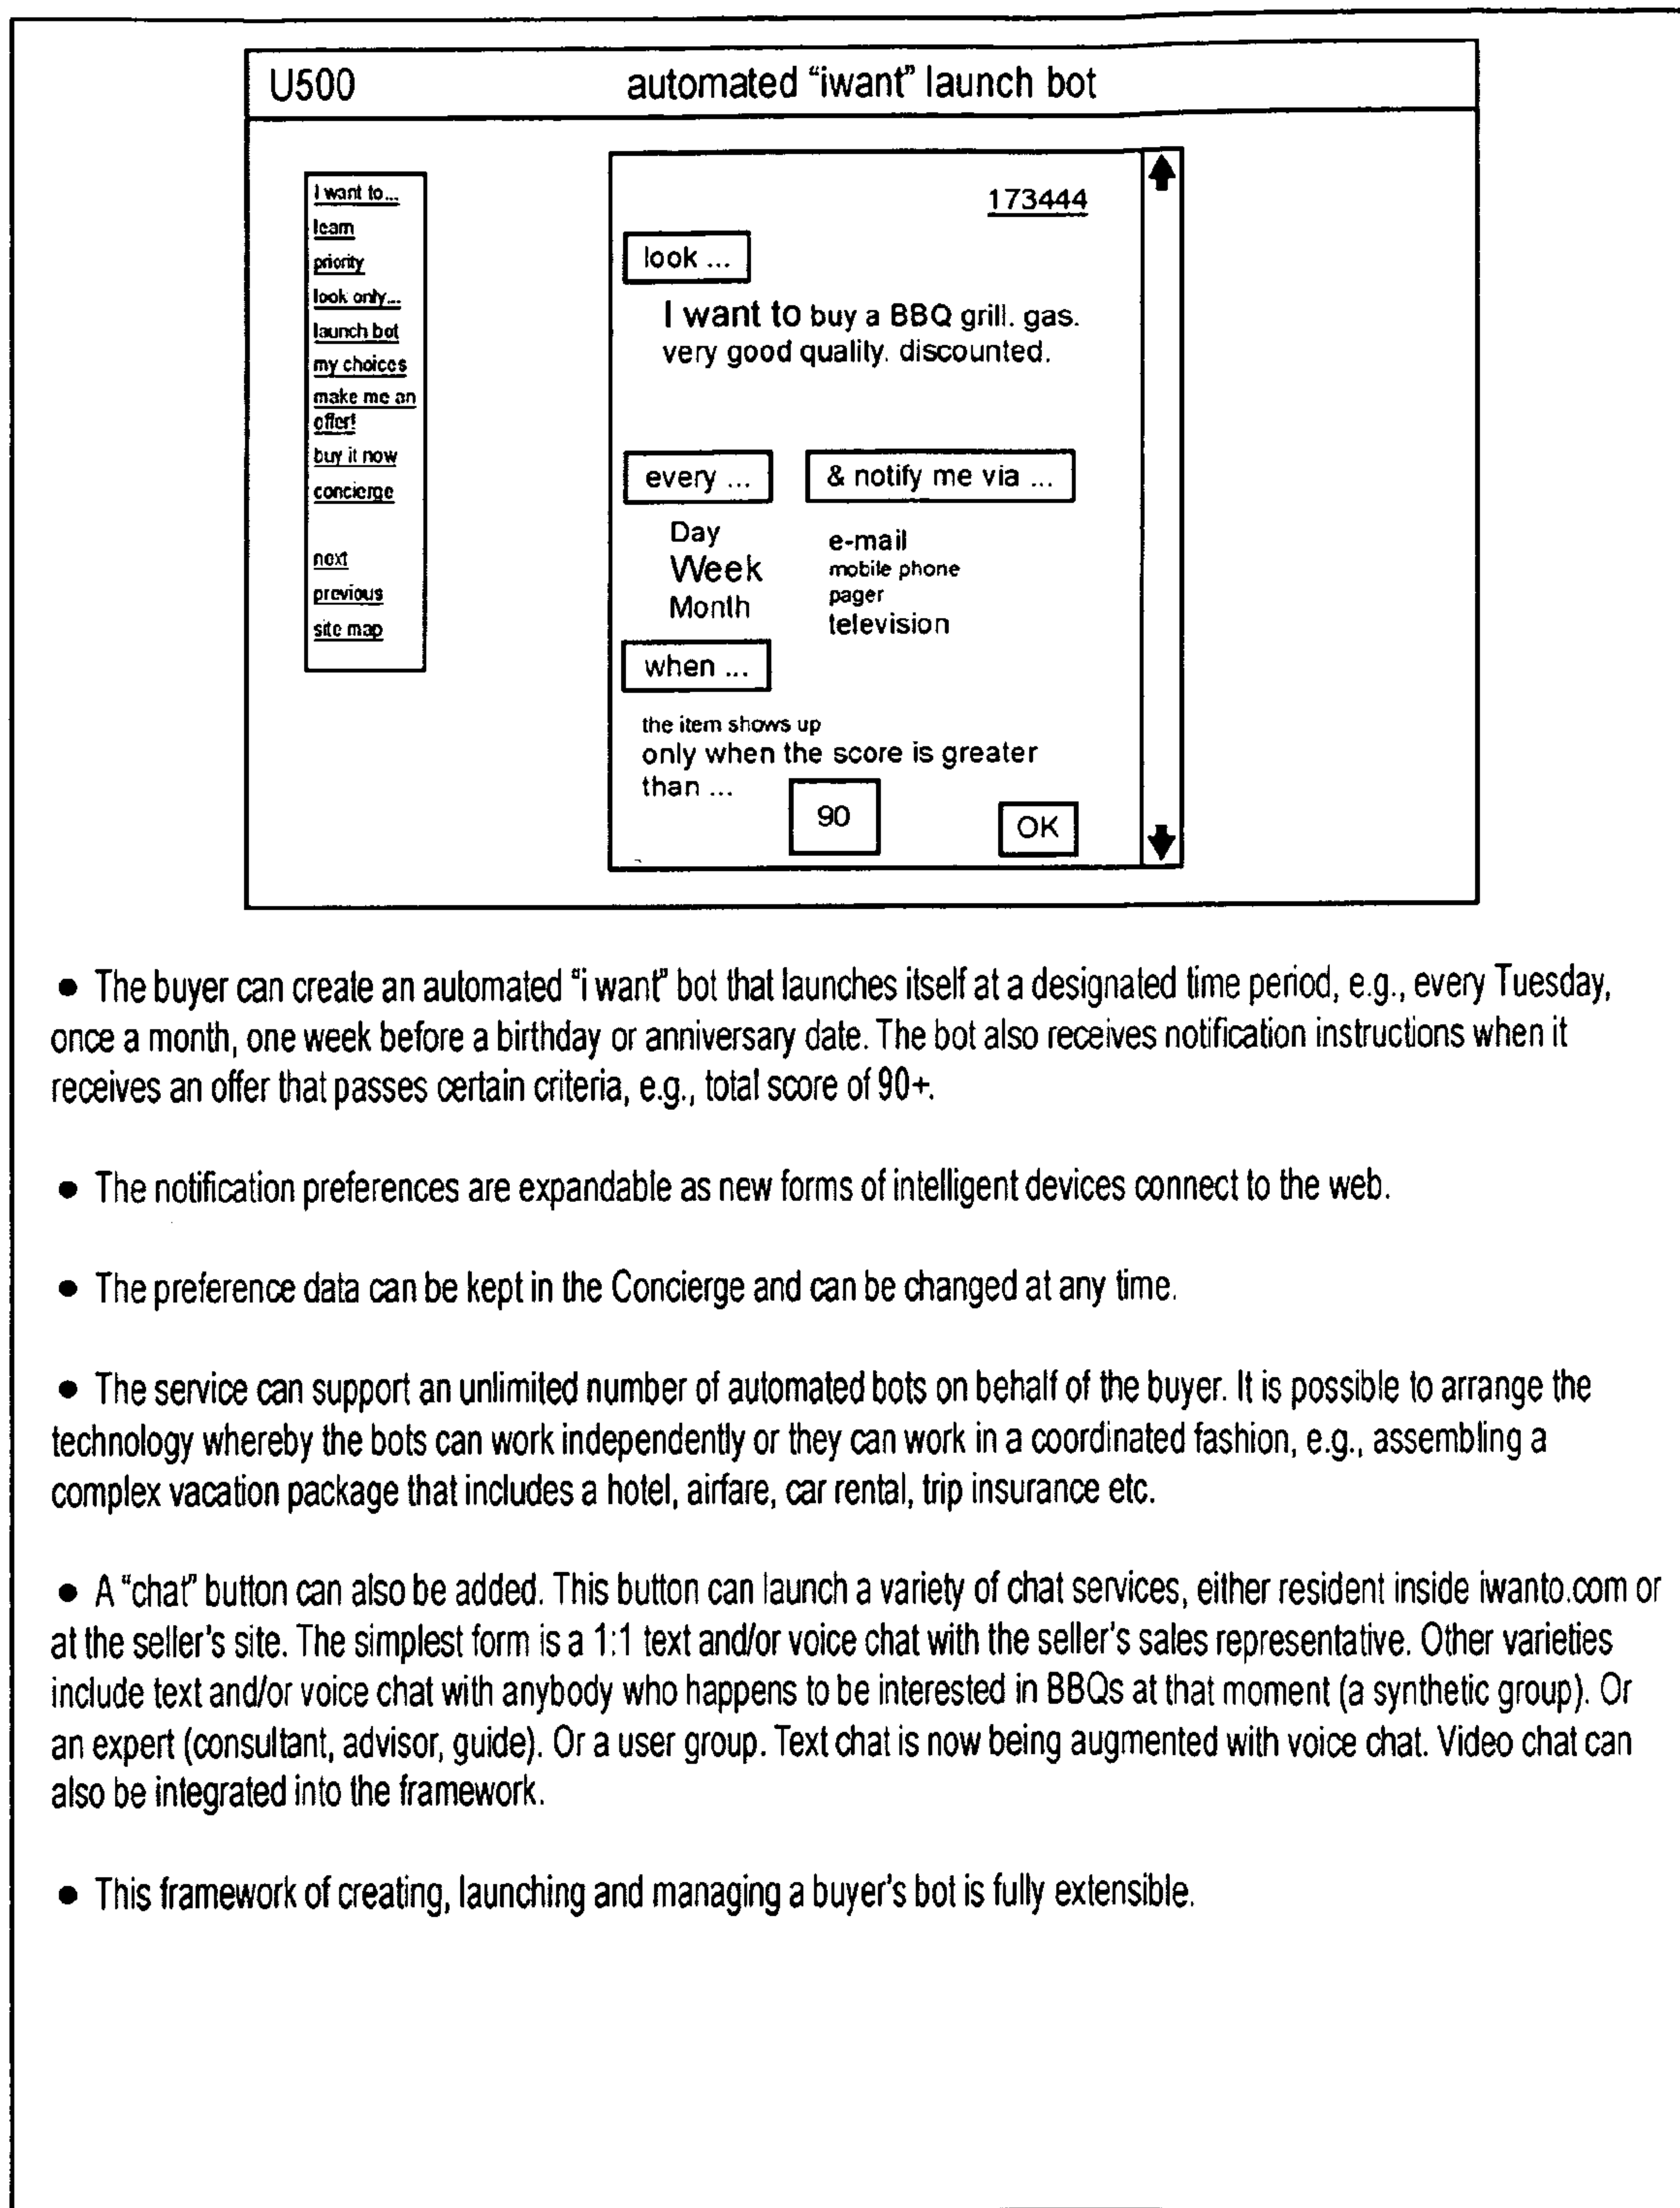 U500 automated “iwant” launch bot
I want to...
learn
priority
look only...
launch bot
my choices
make me an
offer!
buy it now
concierge
next
previous
site map
173444
look ...
I want to buy a BBQ grill. gas.
very good quality. discounted.
every ... & notify me via ...
Day
Week
Month
e-mail
mobile phone
pager
television
when ...
the item shows up
only when the score is greater
than ...
90
OK
• The buyer can create an automated “i want” bot that launches itself at a designated time period, e.g., every Tuesday,
once a month, one week before a birthday or anniversary date. The bot also receives notification instructions when it
receives an offer that passes certain criteria, e.g., total score of 90+.
• The notification preferences are expandable as new forms of intelligent devices connect to the web.
• The preference data can be kept in the Concierge and can be changed at any time.
• The service can support an unlimited number of automated bots on behalf of the buyer. It is possible to arrange the
technology whereby the bots can work independently or they can work in a coordinated fashion, e.g., assembling a
complex vacation package that includes a hotel, airfare, car rental, trip insurance etc.
• A “chat” button can also be added. This button can launch a variety of chat services, either resident inside iwanto.com or
at the seller's site. The simplest form is a 1:1 text and/or voice chat with the seller's sales representative. Other varieties
include text and/or voice chat with anybody who happens to be interested in BBQs at that moment (a synthetic group). Or
an expert (consultant, advisor, guide). Or a user group. Text chat is now being augmented with voice chat. Video chat can
also be integrated into the framework.
• This framework of creating, launching and managing a buyer's bot is fully extensible.